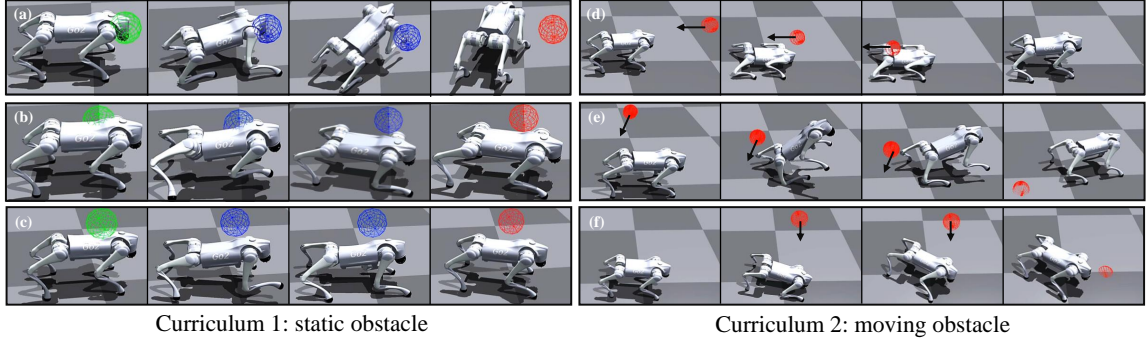 (a)
(d)
(b)
(e)
(c)
(f)
Curriculum 1: static obstacle
Curriculum 2: moving obstacle